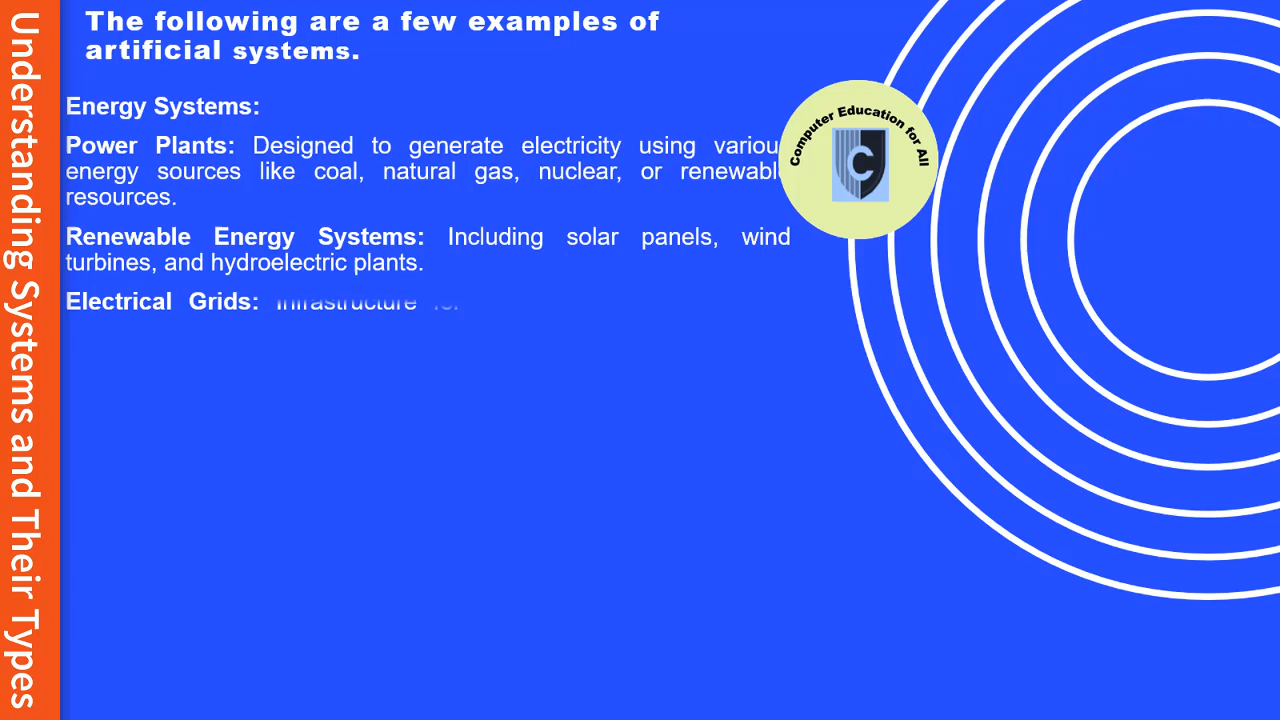 Understanding Systems and Their Types
The following are a few examples of
artificial systems.
Energy Systems:
Power Plants: Designed to generate electricity using variou
energy sources like coal, natural gas, nuclear, or renewabl
resources.
Renewable Energy Systems: Including solar panels, wind
turbines, and hydroelectric plants.
Electrical Grids: Infrastructure
Computer Education for All
C